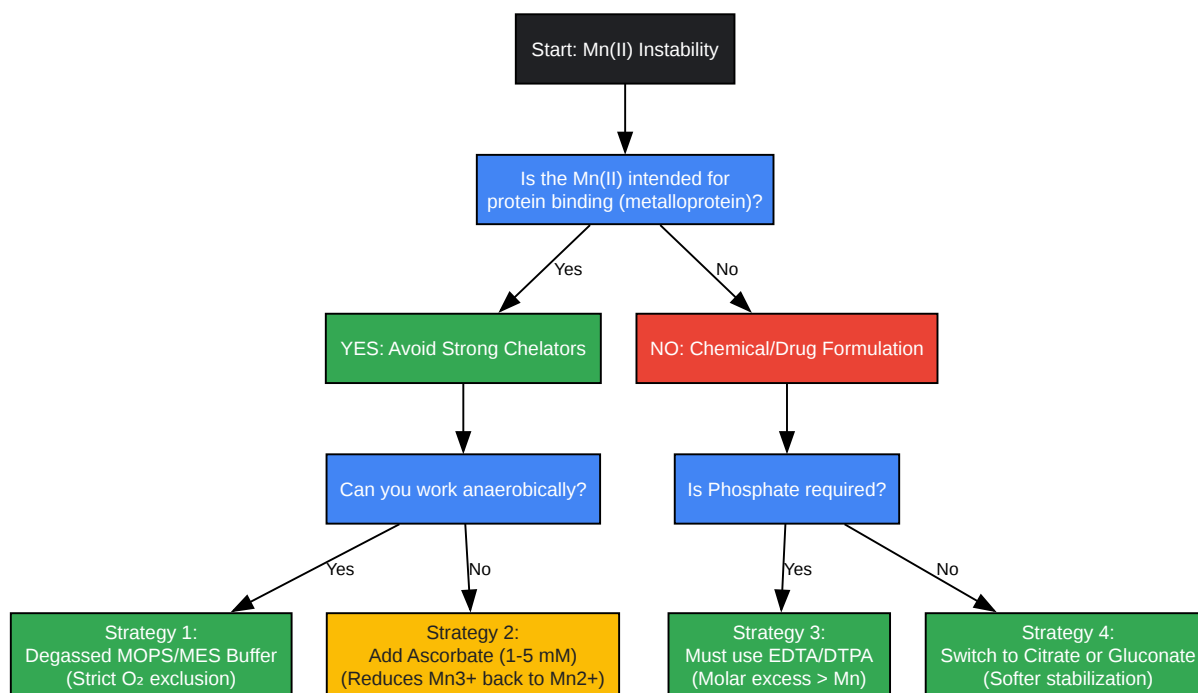 Start: Mn(II) Instability
Is the Mn(II) intended for
protein binding (metalloprotein)?
Yes
No
YES: Avoid Strong Chelators
NO: Chemical/Drug Formulation
Can you work anaerobically?
Is Phosphate required?
Yes
No
Yes
No
Strategy 1:
Degassed MOPS/MES Buffer
(Strict O₂ exclusion)
Strategy 2:
Add Ascorbate (1-5 mM)
(Reduces Mn3+ back to Mn2+)
Strategy 3:
Must use EDTA/DTPA
(Molar excess > Mn)
Strategy 4:
Switch to Citrate or Gluconate
(Softer stabilization)